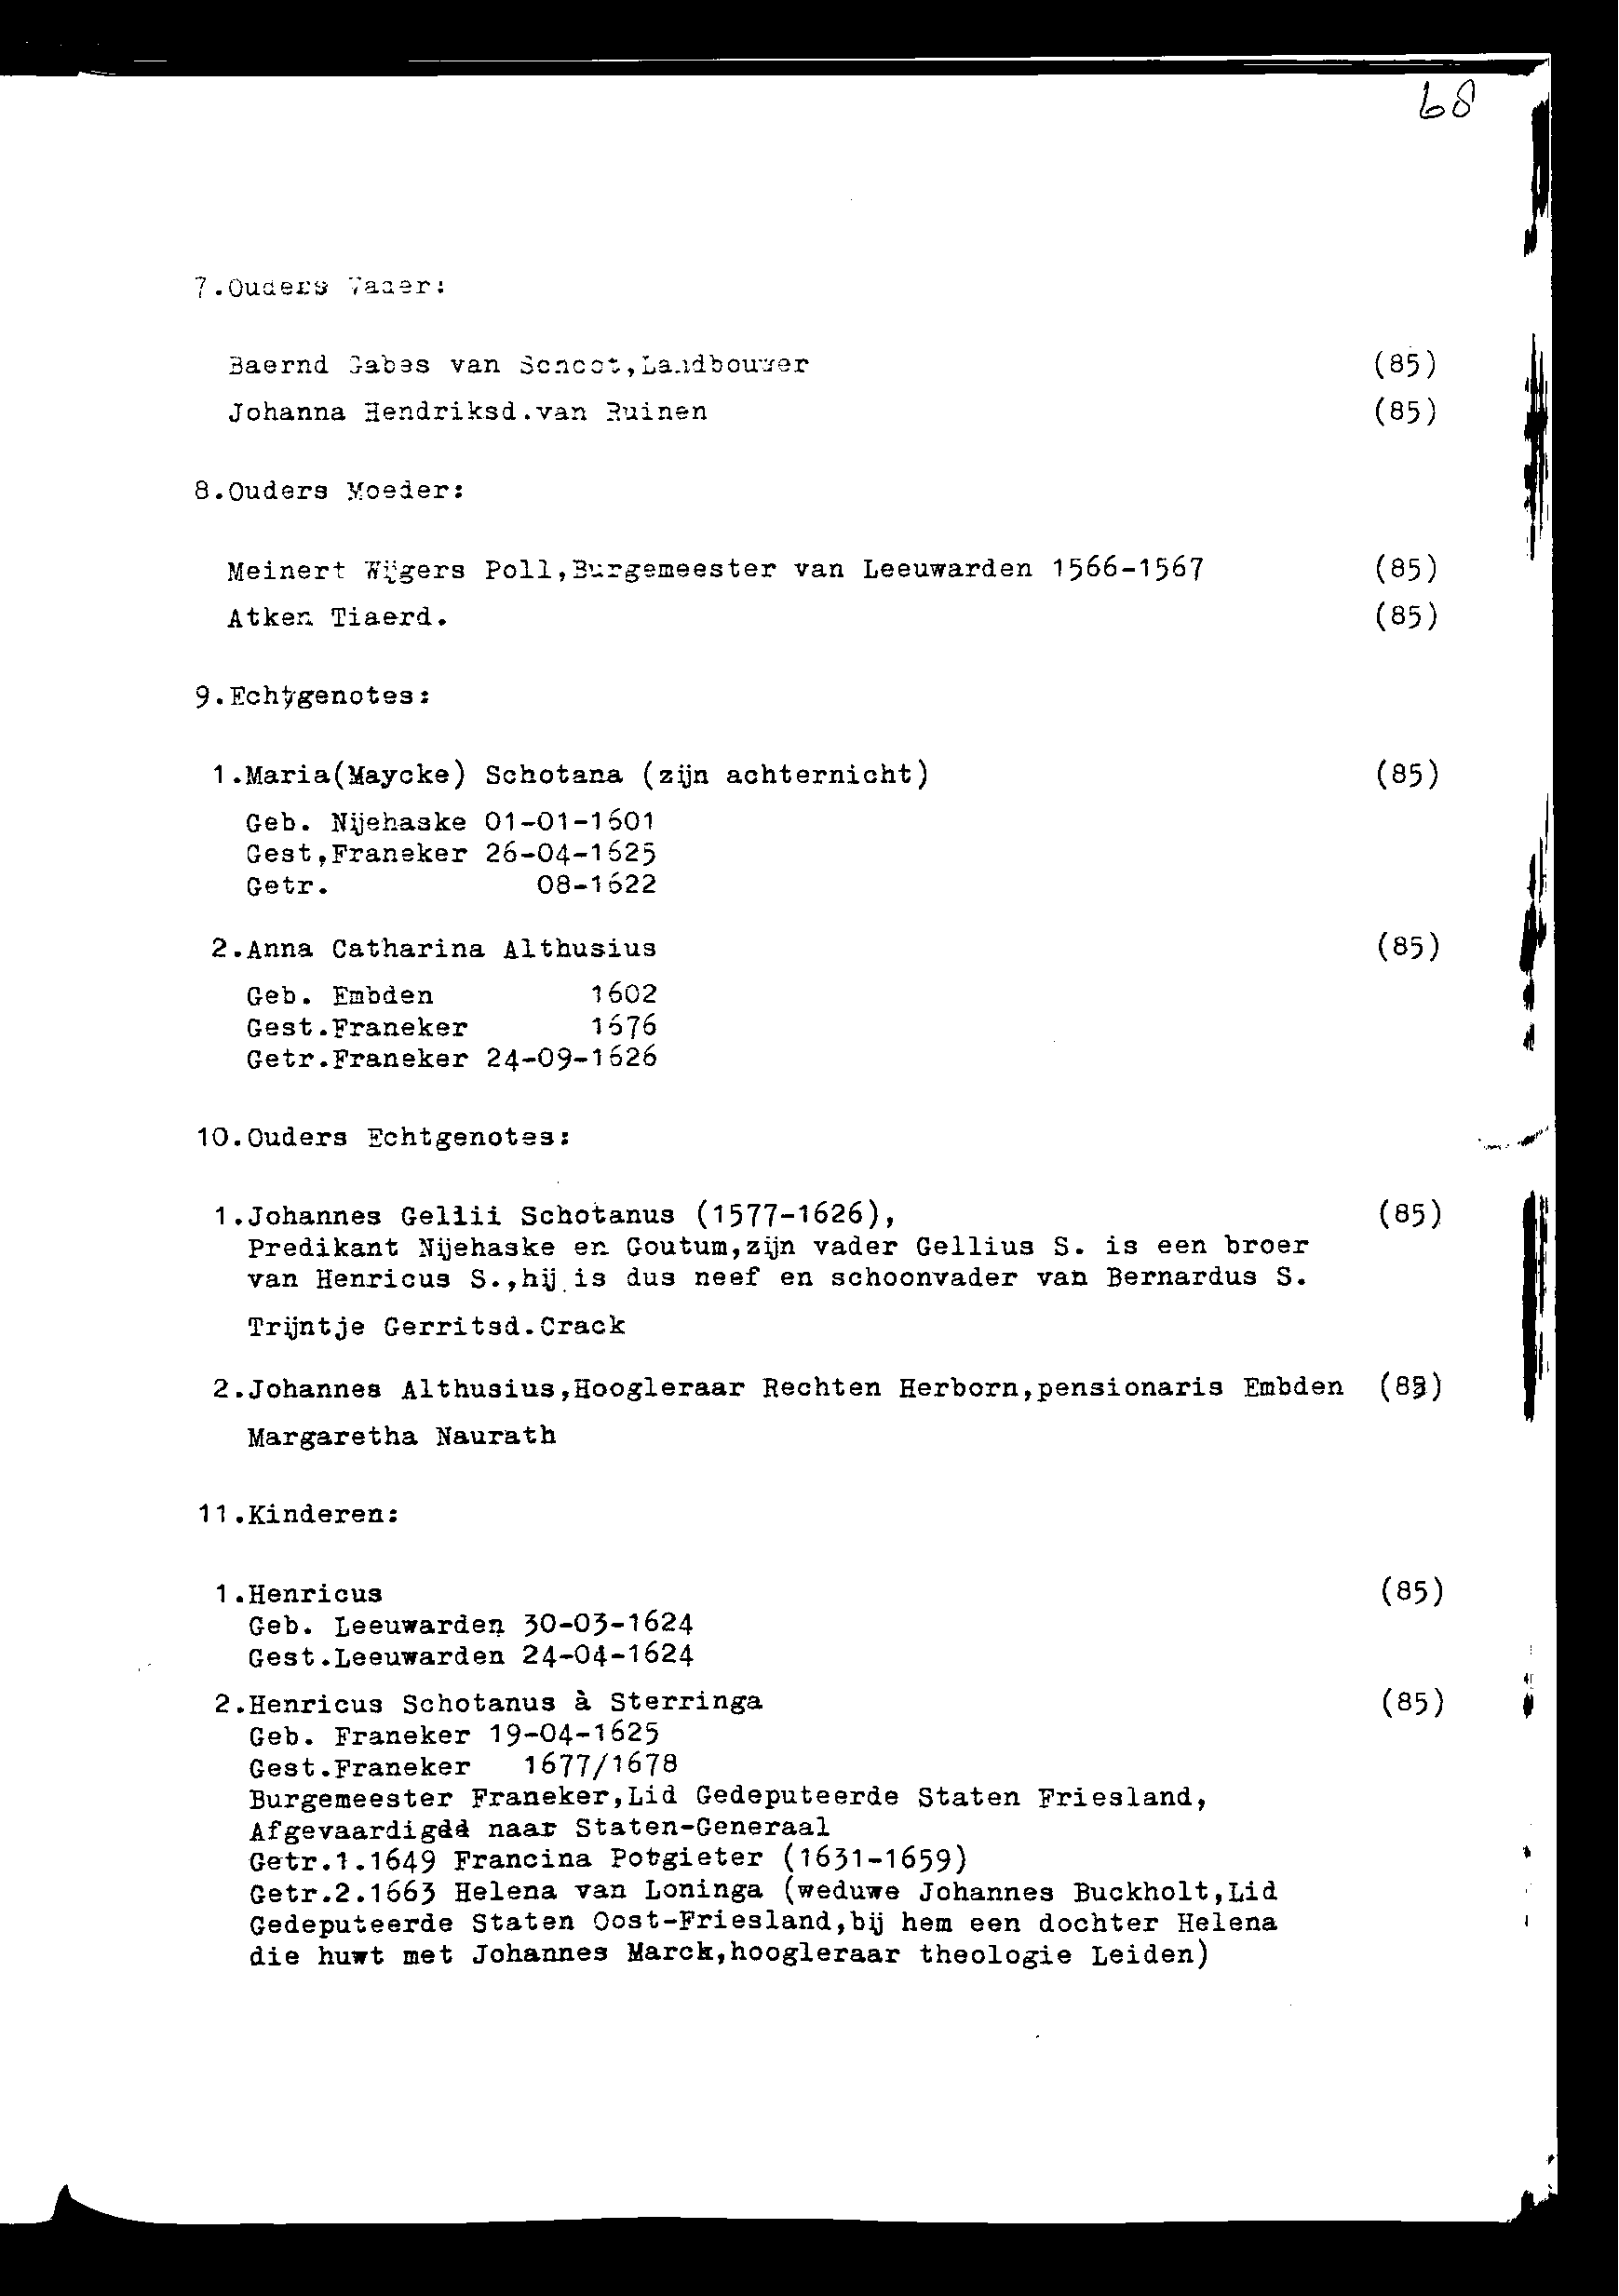 68
7.Ouders Vader:
Baernd Gabes van Schoot,Landbouwer (85)
Johanna Hendriksd.van Ruinen (85)
8.Ouders Moeder:
Meinert Wijgers Poll,Burgemeester van Leeuwarden 1566-1567 (85)
Atken Tiaerd. (85)
9.Echtgenotes:
1.Maria(Maycke) Schotana (zijn achternicht) (85)
Geb. Nijehaske 01-01-1601
Gest,Franeker 26-04-1625
Getr. 08-1622
2.Anna Catharina Althusius (85)
Geb. Embden 1602
Gest.Franeker 1676
Getr.Franeker 24-09-1626
10.Ouders Echtgenotes:
1.Johannes Gellii Schotanus (1577-1626), (85)
Predikant Nijehaske en Goutum,zijn vader Gellius S. is een broer
van Henricus S.,hij is dus neef en schoonvader van Bernardus S.
Trijntje Gerritsd.Crack
2.Johannes Althusius,Hoogleraar Rechten Herborn,pensionaris Embden
Margaretha Naurath
11.Kinderen:
1.Henricus (85)
Geb. Leeuwarden 30-03-1624
Gest.Leeuwarden 24-04-1624
2.Henricus Schotanus à Sterringa (85)
Geb. Franeker 19-04-1625
Gest.Franeker 1677/1678
Burgemeester Franeker,Lid Gedeputeerde Staten Friesland,
Afgevaardigdd naar Staten-Generaal
Getr.1.1649 Francina Potgieter (1631-1659)
Getr.2.1663 Helena van Loninga (weduwe Johannes Buckholt,Lid
Gedeputeerde Staten Oost-Friesland,bij hem een dochter Helena
die huwt met Johannes Marck,hoogleraar theologie Leiden)